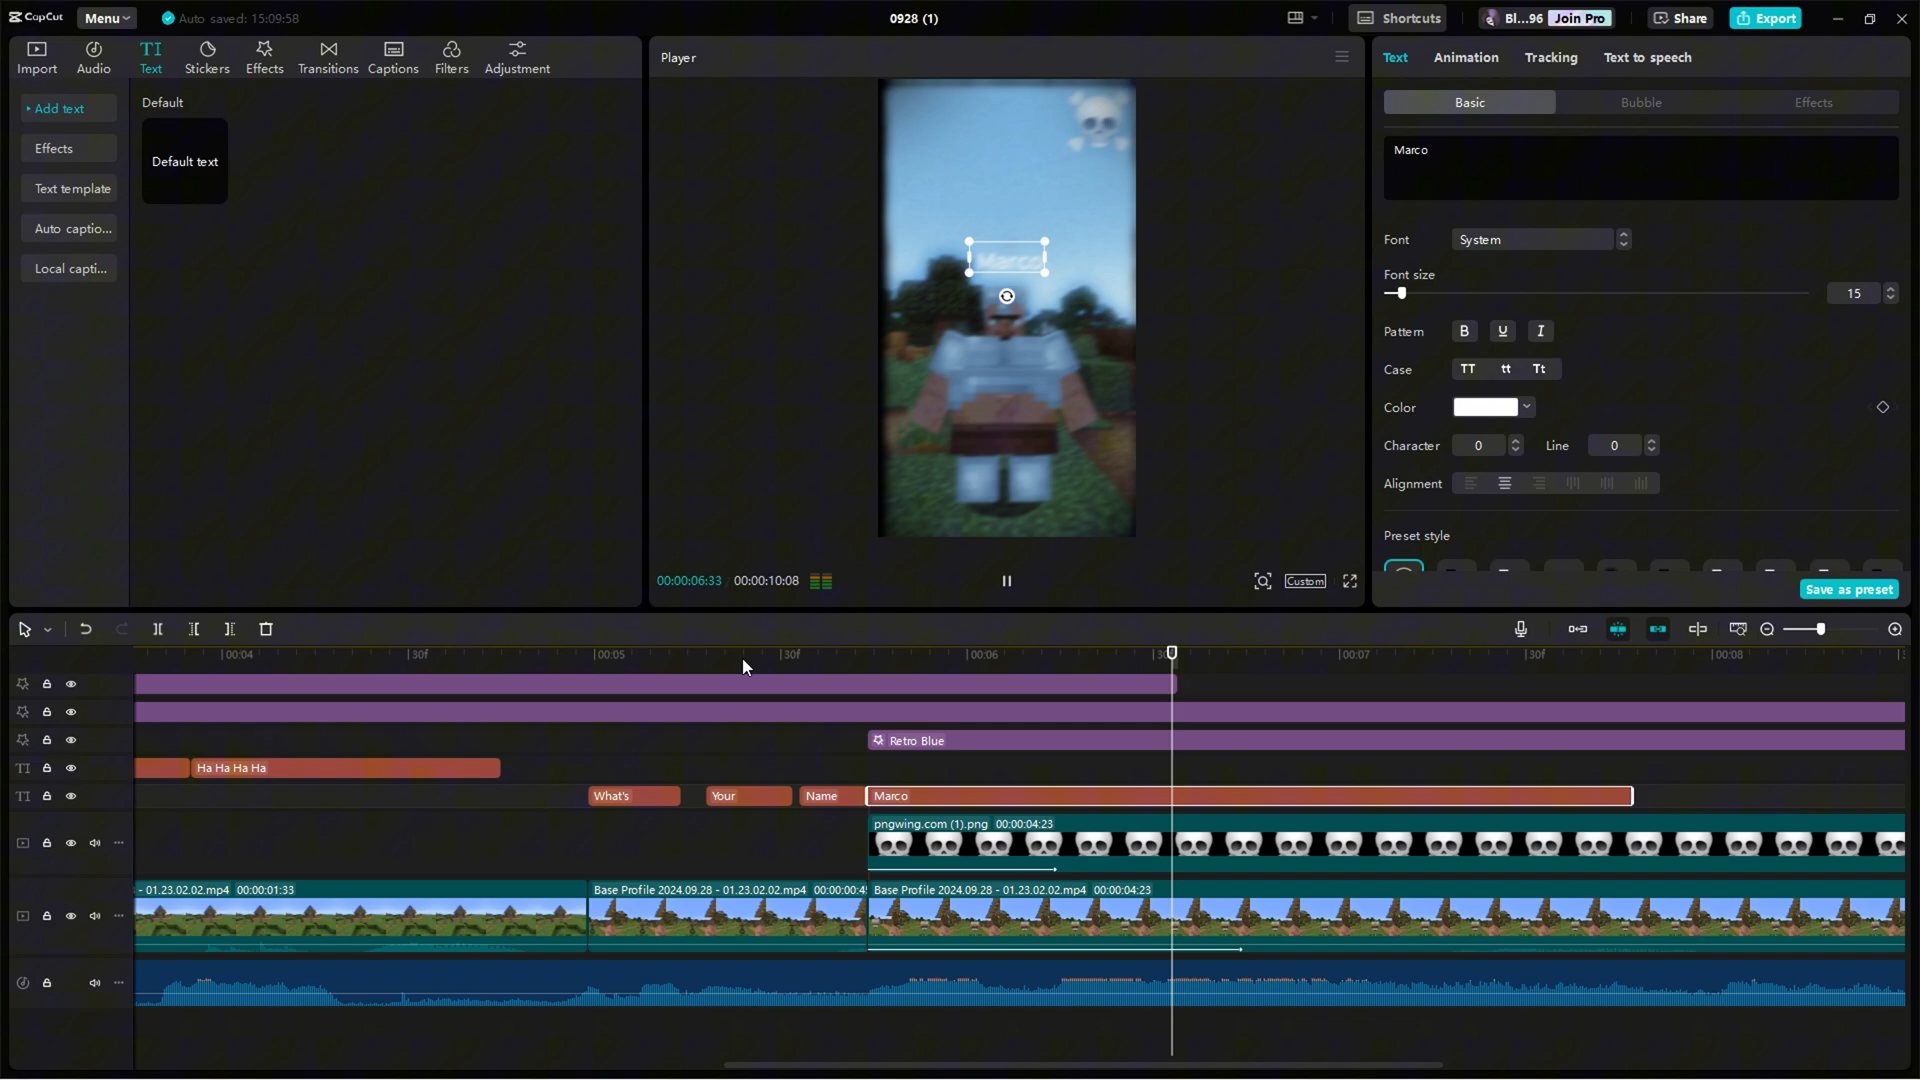 CapCut
Menu
Auto saved: 15:09:58
0928 (1)
Shortcuts
Bl...96
Join Pro
Share
Export
Import
Audio
TI
Text
Stickers
Effects
Transitions
Captions
Filters
Adjustment
Add text
Effects
Text template
Auto captio...
Local capti...
Default
Default text
Player
Marco
00:00:06:33
00:00:10:08
Custom
Text
Animation
Tracking
Text to speech
Basic
Bubble
Effects
Marco
Font
System
Font size
15
Pattern
B
U
I
Case
TT
tt
Tt
Color
Character
0
Line
0
Alignment
Preset style
Save as preset
00:04
30f
00:05
30f
00:06
00:07
30f
00:08
Retro Blue
TI
Ha Ha Ha Ha
TI
What's
Your
Name
Marco
pngwing.com (1).png 00:00:04:23
- 01.23.02.02.mp4 00:00:01:33
Base Profile 2024.09.28 - 01.23.02.02.mp4
Base Profile 2024.09.28 - 01.23.02.02.mp4 00:00:04:23